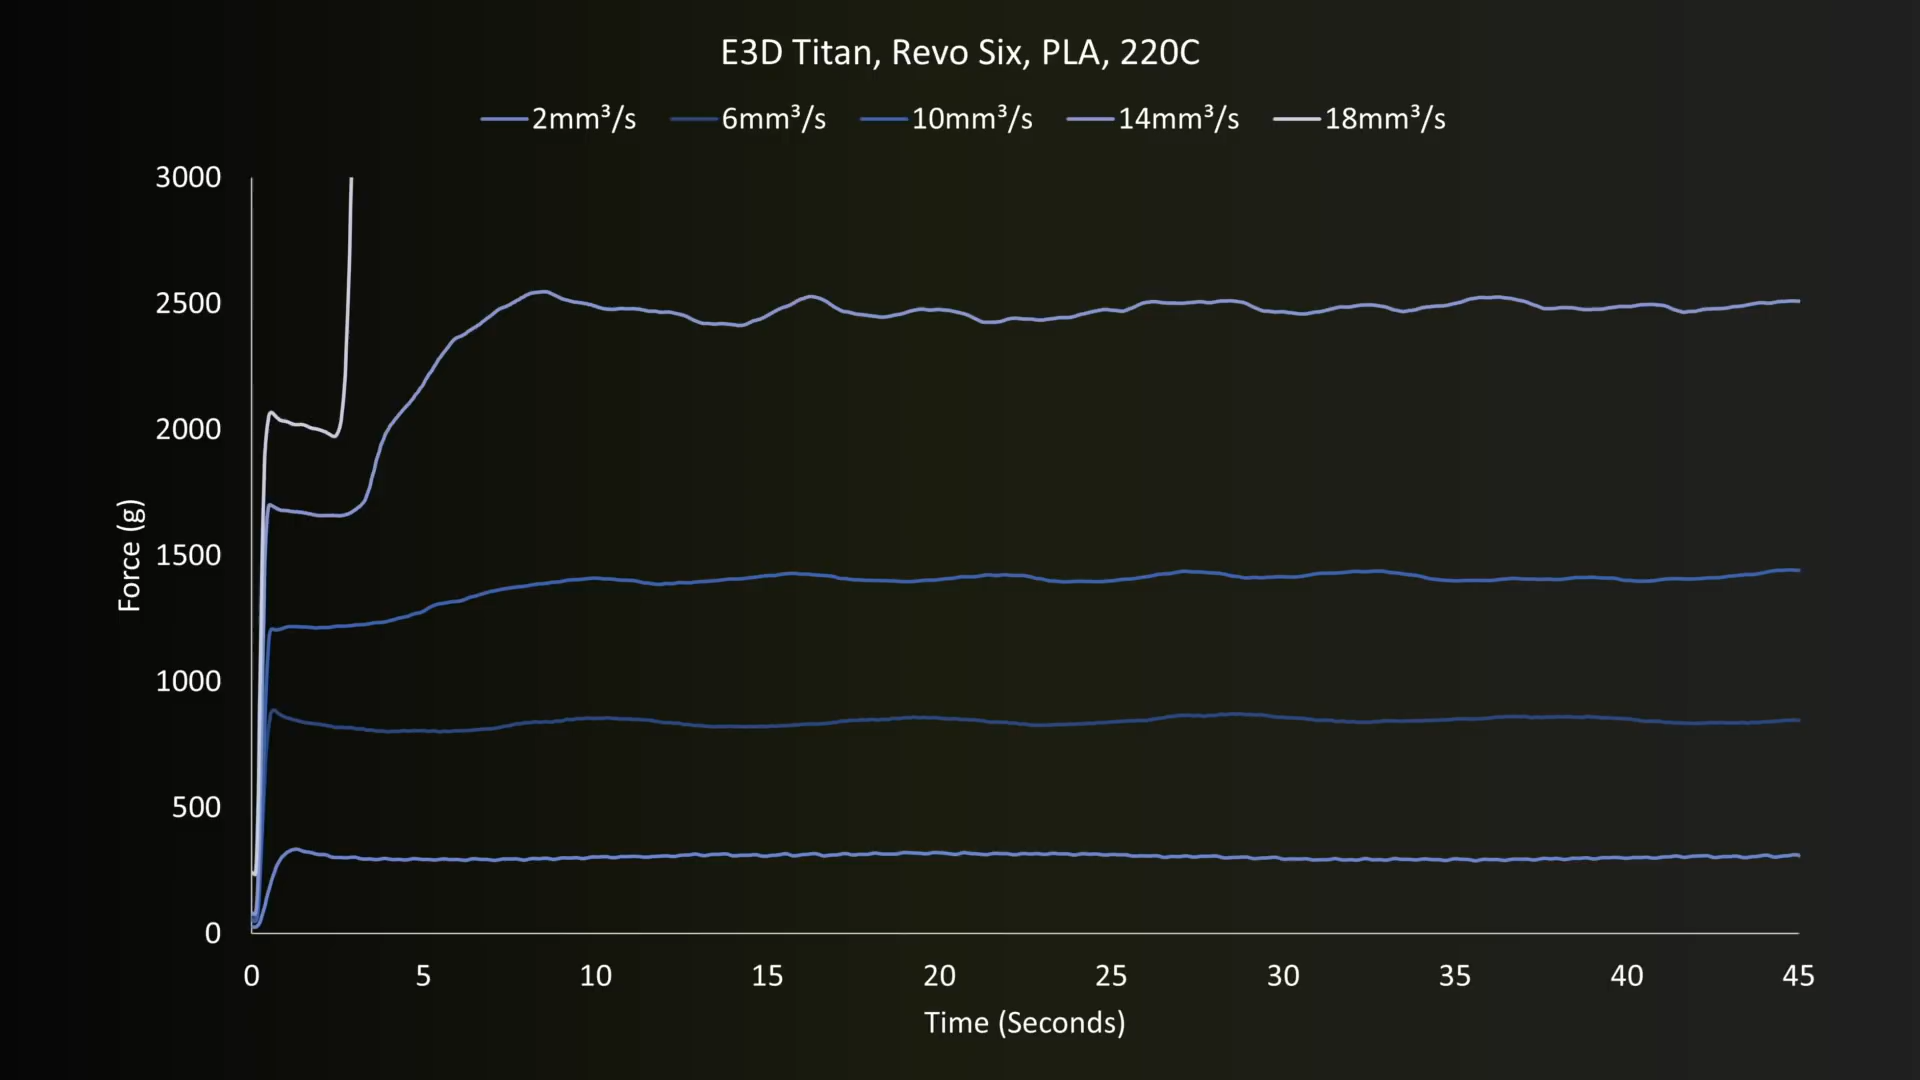 E3D Titan, Revo Six, PLA, 220C
2mm³/s 6mm³/s 10mm³/s 14mm³/s 18mm³/s
3000
2500
2000
1500
1000
500
0
Force (g)
0 5 10 15 20 25 30 35 40 45
Time (Seconds)